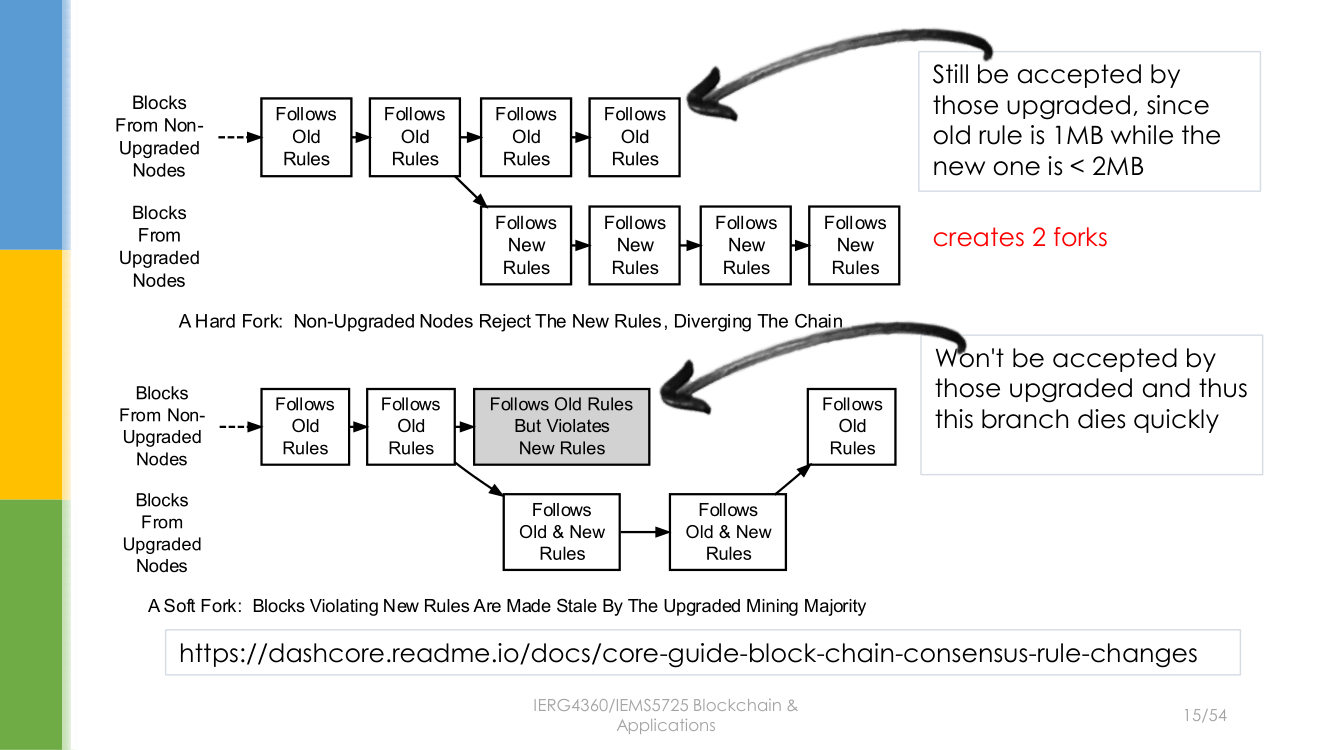 Still be accepted by
those upgraded, since
old rule is 1MB while the
new one is < 2MB
Blocks
From Non-
Upgraded
Nodes
Follows
Old
Rules
Follows
Old
Rules
Follows
Old
Rules
Follows
Old
Rules
Blocks
From
Upgraded
Nodes
Follows
New
Rules
Follows
New
Rules
Follows
New
Rules
Follows
New
Rules
creates 2 forks
A Hard Fork: Non-Upgraded Nodes Reject The New Rules, Diverging The Chain
Won't be accepted by
those upgraded and thus
this branch dies quickly
Blocks
From Non-
Upgraded
Nodes
Follows
Old
Rules
Follows
Old
Rules
Follows Old Rules
But Violates
New Rules
Follows
Old
Rules
Blocks
From
Upgraded
Nodes
Follows
Old & New
Rules
Follows
Old & New
Rules
A Soft Fork: Blocks Violating New Rules Are Made Stale By The Upgraded Mining Majority
https://dashcore.readme.io/docs/core-guide-block-chain-consensus-rule-changes
IERG4360/IEMS5725 Blockchain &
Applications
15/54